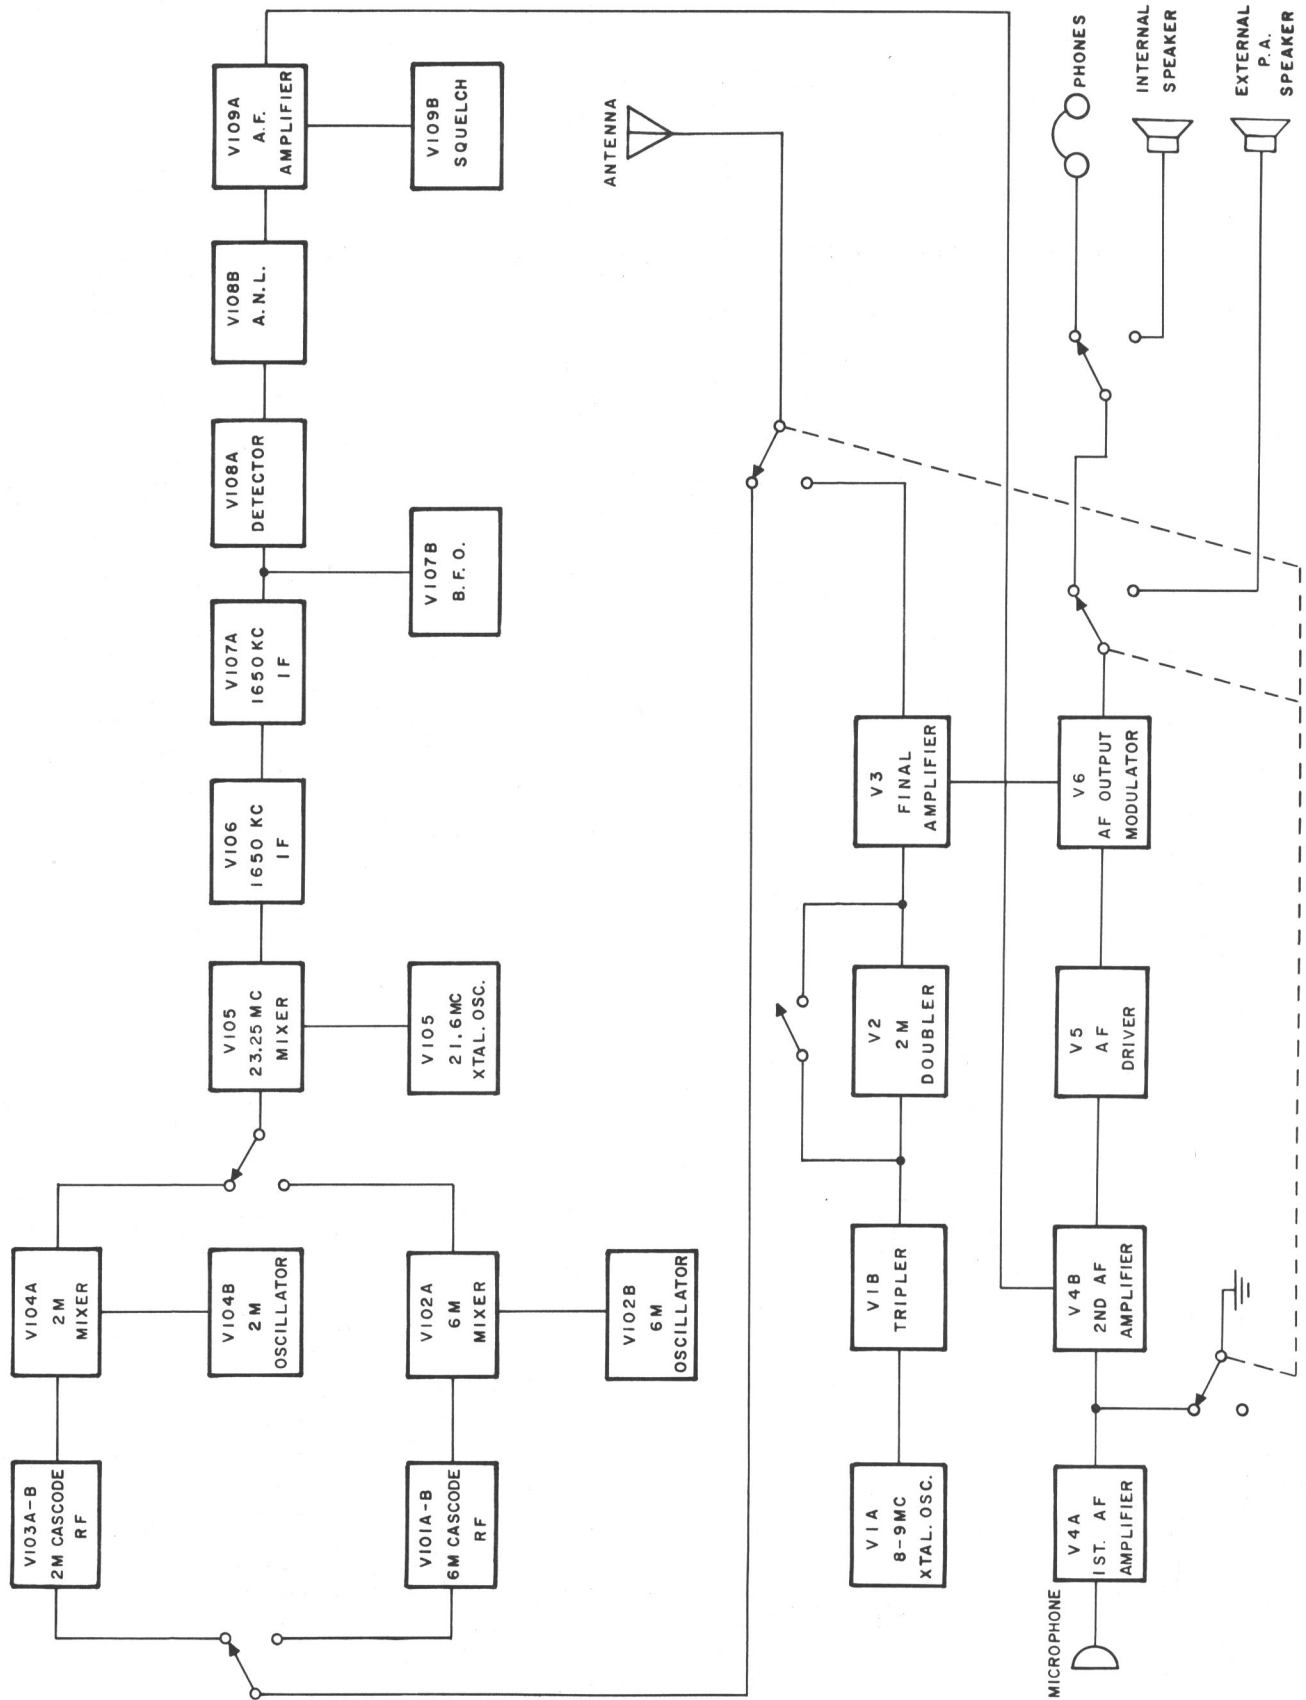 V103A-B
2M CASCODE
RF
V104A
2M
MIXER
V104B
2M
OSCILLATOR
V101A-B
6M CASCODE
RF
V102A
6M
MIXER
V102B
6M
OSCILLATOR
V105
23.25 MC
MIXER
V105
21.6MC
XTAL. OSC.
V106
1650 KC
IF
V107A
1650 KC
IF
V107B
B.F.O.
V108A
DETECTOR
V108B
A.N.L.
V109A
A.F.
AMPLIFIER
V109B
SQUELCH
ANTENNA
V1A
8-9MC
XTAL. OSC.
V1B
TRIPLER
V2
2M
DOUBLER
V3
FINAL
AMPLIFIER
MICROPHONE
V4A
1ST. AF
AMPLIFIER
V4B
2ND AF
AMPLIFIER
V5
AF
DRIVER
V6
AF OUTPUT
MODULATOR
PHONES
INTERNAL
SPEAKER
EXTERNAL
P.A.
SPEAKER